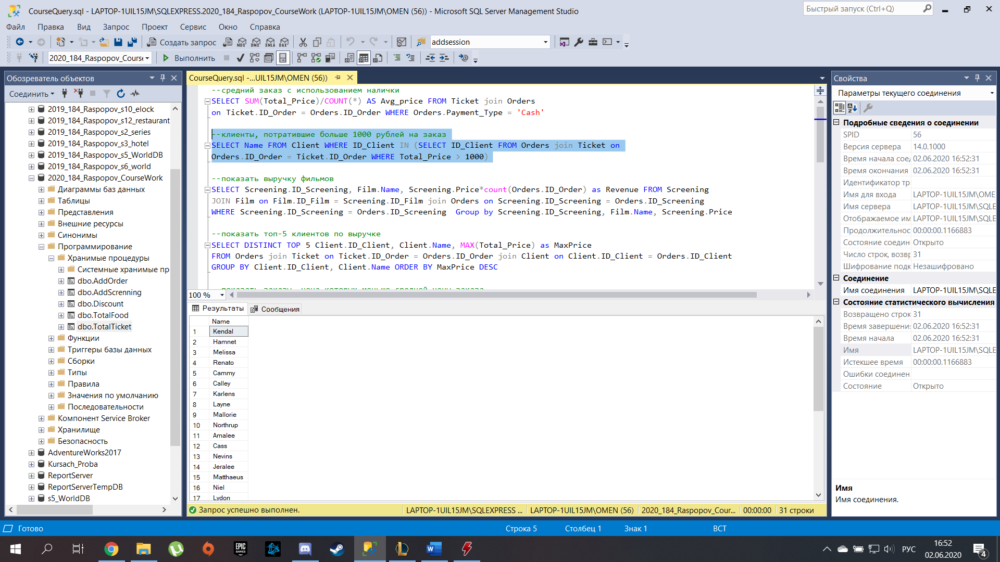 CourseQuery.sql - LAPTOP-1UIL15JM\SQLEXPRESS.2020_184_Raspopov_CourseWork (LAPTOP-1UIL15JM\OMEN (56)) - Microsoft SQL Server Management Studio
Быстрый запуск (Ctrl+Q)
Файл Правка Вид Запрос Проект Сервис Окно Справка
Создать запрос
MDX DMX XMLA DAX
addsession
2020_184_Raspopov_Course
Выполнить
Обозреватель объектов
Соединить
2019_184_Raspopov_s10_elock
2019_184_Raspopov_s12_restaurant
2019_184_Raspopov_s2_series
2019_184_Raspopov_s3_hotel
2019_184_Raspopov_s5_WorldDB
2019_184_Raspopov_s6_world
2020_184_Raspopov_CourseWork
Диаграммы баз данных
Таблицы
Представления
Внешние ресурсы
Синонимы
Программирование
Хранимые процедуры
Системные хранимые пр
dbo.AddOrder
dbo.AddScrenning
dbo.Discount
dbo.TotalFood
dbo.TotalTicket
Функции
Триггеры базы данных
Сборки
Типы
Правила
Значения по умолчанию
Последовательности
Компонент Service Broker
Хранилище
Безопасность
AdventureWorks2017
Kursach_Proba
ReportServer
ReportServerTempDB
s5_WorldDB
CourseQuery.sql -...UIL15JM\OMEN (56))
--средний заказ с использованием налички
SELECT SUM(Total_Price)/COUNT(*) AS Avg_price FROM Ticket join Orders
on Ticket.ID_Order = Orders.ID_Order WHERE Orders.Payment_Type = 'Cash'
--клиенты, потратившие больше 1000 рублей на заказ
SELECT Name FROM Client WHERE ID_Client IN (SELECT ID_Client FROM Orders join Ticket on
Orders.ID_Order = Ticket.ID_Order WHERE Total_Price > 1000)
--показать выручку фильмов
SELECT Screening.ID_Screening, Film.Name, Screening.Price*count(Orders.ID_Order) as Revenue FROM Screening
JOIN Film on Film.ID_Film = Screening.ID_Film join Orders on Screening.ID_Screening = Orders.ID_Screening
WHERE Screening.ID_Screening = Orders.ID_Screening  Group by Screening.ID_Screening, Film.Name, Screening.Price
--показать топ-5 клиентов по выручке
SELECT DISTINCT TOP 5 Client.ID_Client, Client.Name, MAX(Total_Price) as MaxPrice
FROM Orders join Ticket on Ticket.ID_Order = Orders.ID_Order join Client on Client.ID_Client = Orders.ID_Client
GROUP BY Client.ID_Client, Client.Name ORDER BY MaxPrice DESC
--показать заказы, цена которых меньше средней цены заказа
100 %
Результаты Сообщения
Name
1 Kendal
2 Hamnet
3 Melissa
4 Renato
5 Cammy
6 Calley
7 Karlens
8 Layne
9 Mallorie
10 Northrup
11 Amalee
12 Cass
13 Nevins
14 Jeralee
15 Matthaeus
16 Niel
17 Lydon
Запрос успешно выполнен.
LAPTOP-1UIL15JM\SQLEXPRESS ... LAPTOP-1UIL15JM\OMEN (56) 2020_184_Raspopov_Cour... 00:00:00 31 строки
Свойства
Параметры текущего соединения
Подробные сведения о соединении
SPID 56
Версия сервера 14.0.1000
Время начала сое 02.06.2020 16:52:31
Время окончания 02.06.2020 16:52:31
Идентификатор тр
Имя для входа LAPTOP-1UIL15JM\OME
Имя сервера LAPTOP-1UIL15JM\SQLE
Отображаемое им LAPTOP-1UIL15JM\SQLE
Продолжительнос 00:00:00.1166883
Состояние соедин Открыто
Число строк, возвр 31
Шифрование подк Незашифровано
Соединение
Имя соединения LAPTOP-1UIL15JM\SQLE
Состояние статистического вычисления
Возвращено строк 31
Время завершени 02.06.2020 16:52:31
Время начала 02.06.2020 16:52:31
Имя LAPTOP-1UIL15JM\SQLE
Истекшее время 00:00:00.1166883
Ошибки соединен
Состояние Открыто
Имя
Имя соединения.
Готово
Строка 5 Столбец 1 Знак 1 ВСТ
EPIC GAMES
РУС
16:52
02.06.2020
4